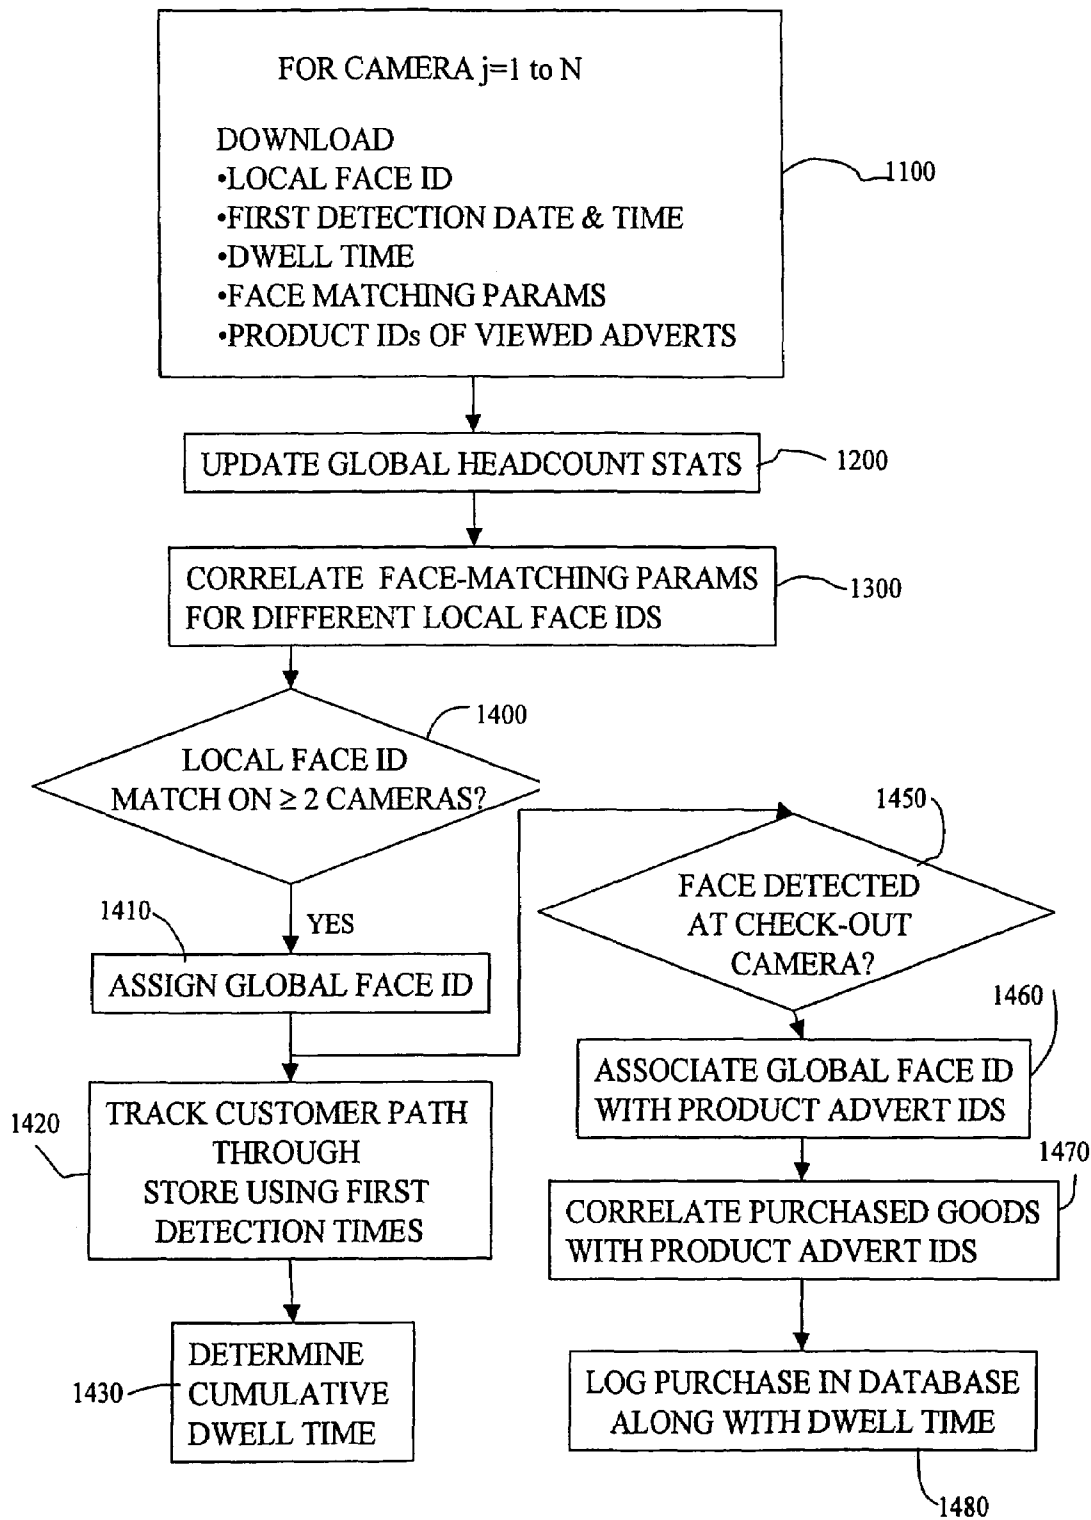 FOR CAMERA j=1 to N
DOWNLOAD
•LOCAL FACE ID
•FIRST DETECTION DATE & TIME
•DWELL TIME
•FACE MATCHING PARAMS
•PRODUCT IDs OF VIEWED ADVERTS
1100
UPDATE GLOBAL HEADCOUNT STATS
1200
CORRELATE FACE-MATCHING PARAMS
FOR DIFFERENT LOCAL FACE IDS
1300
1400
LOCAL FACE ID
MATCH ON ≥ 2 CAMERAS?
YES
1410
ASSIGN GLOBAL FACE ID
1420
TRACK CUSTOMER PATH
THROUGH
STORE USING FIRST
DETECTION TIMES
1430
DETERMINE
CUMULATIVE
DWELL TIME
1450
FACE DETECTED
AT CHECK-OUT
CAMERA?
1460
ASSOCIATE GLOBAL FACE ID
WITH PRODUCT ADVERT IDS
1470
CORRELATE PURCHASED GOODS
WITH PRODUCT ADVERT IDS
LOG PURCHASE IN DATABASE
ALONG WITH DWELL TIME
1480